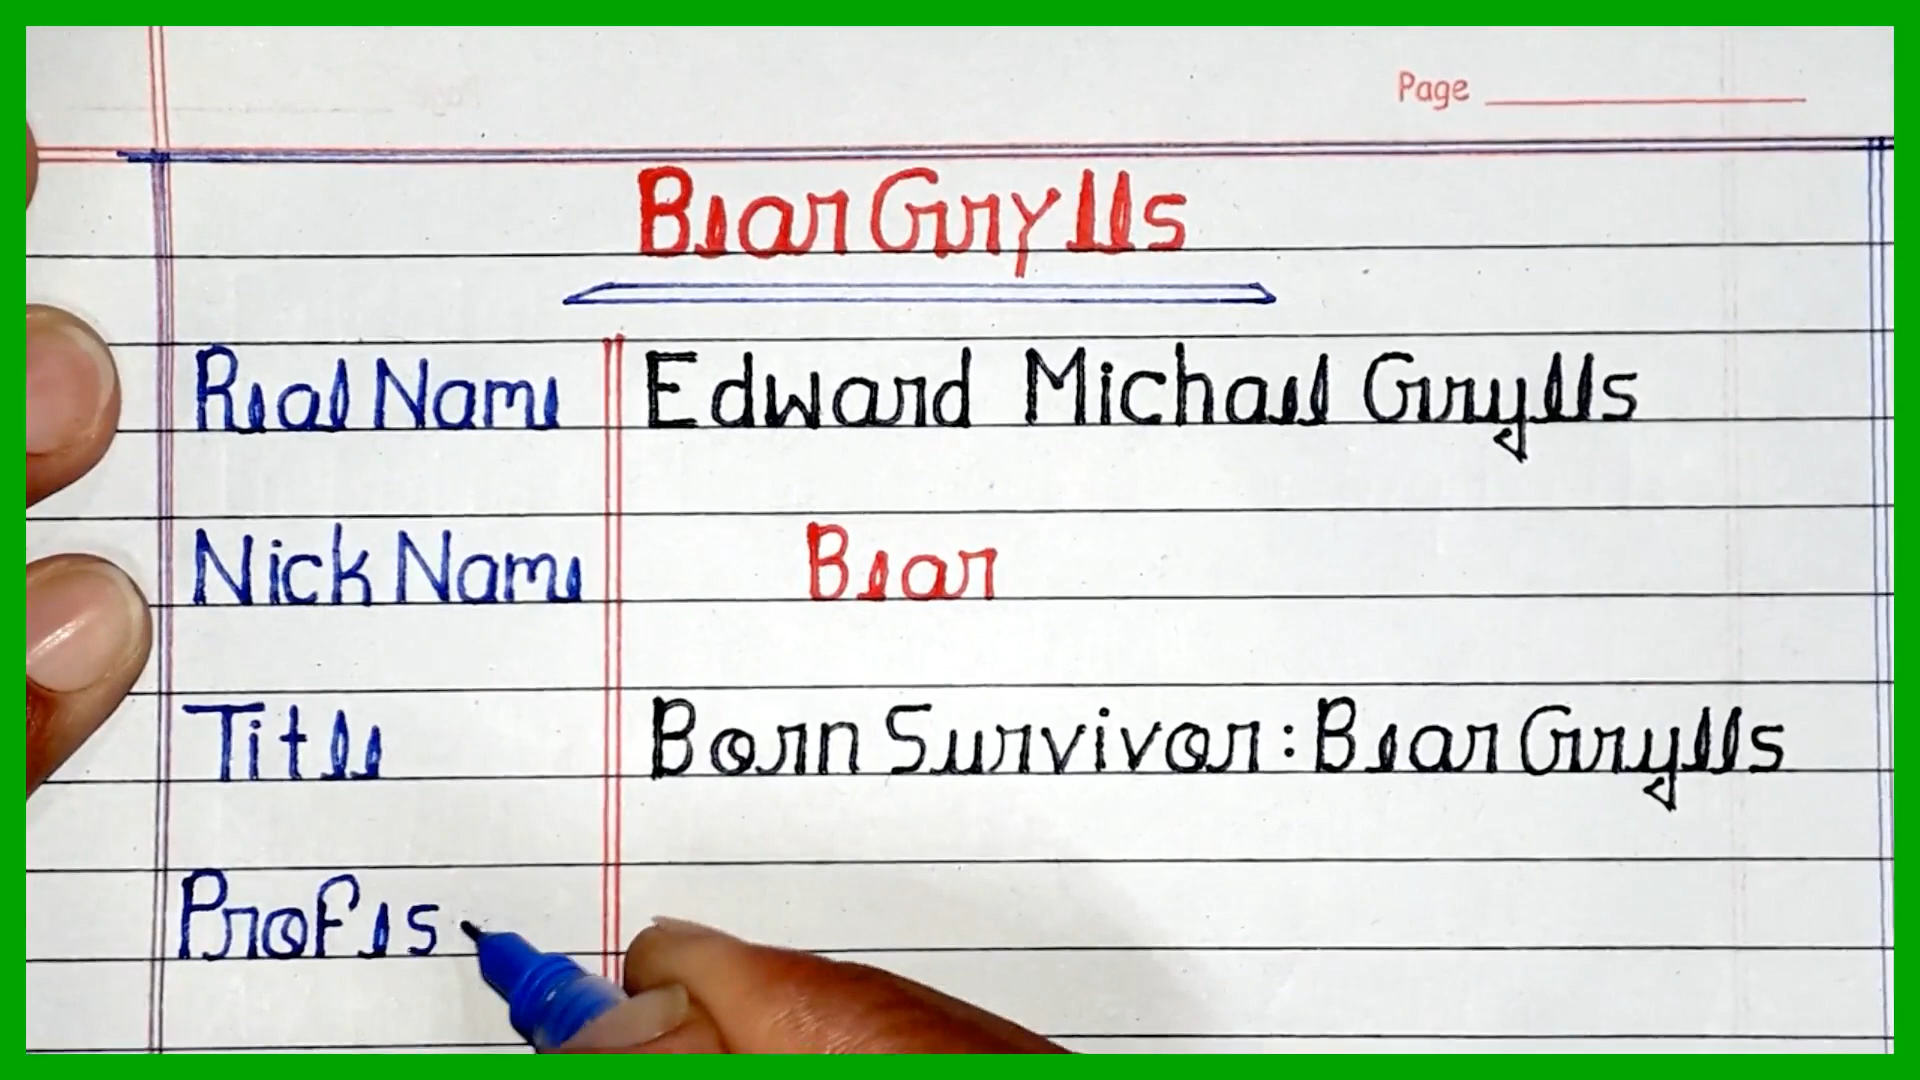 Page
Bear Grylls
Real Name Edward Michael Grylls
Nick Name Bear
Title Born Survivor : Bear Grylls
Profes